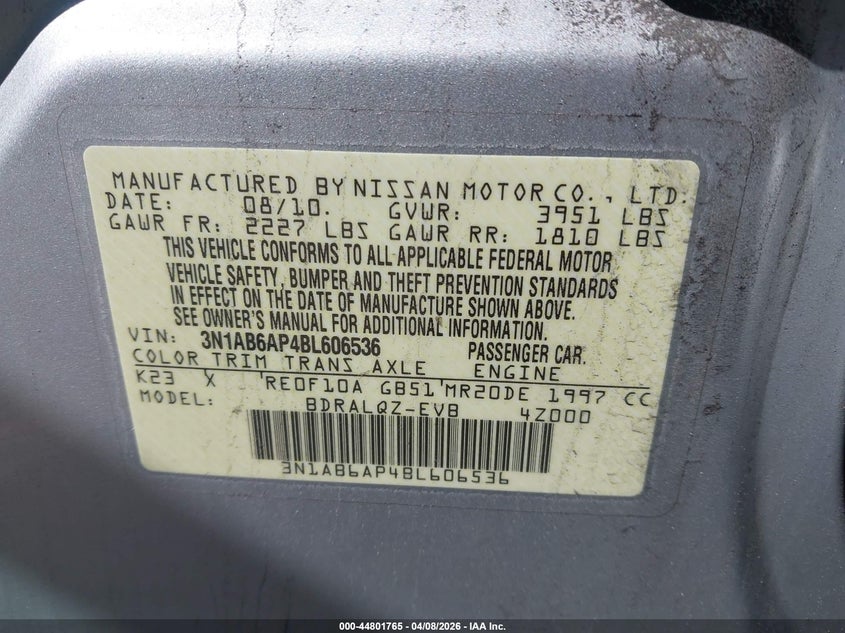 MANUFACTURED BY NISSAN MOTOR CO., LTD.
DATE: 08/10. GVWR: 3951 LBS
GAWR FR: 2227 LBS GAWR RR: 1810 LBS
THIS VEHICLE CONFORMS TO ALL APPLICABLE FEDERAL MOTOR
VEHICLE SAFETY, BUMPER AND THEFT PREVENTION STANDARDS
IN EFFECT ON THE DATE OF MANUFACTURE SHOWN ABOVE.
SEE OWNER'S MANUAL FOR ADDITIONAL INFORMATION.
VIN: 3N1AB6AP4BL606536 PASSENGER CAR.
COLOR TRIM TRANS AXLE ENGINE
K23 X RE0F10A GB51 MR20DE 1997 CC
MODEL: BDRALQZ-EVB 4Z000
3N1AB6AP4BL606536
000-44801765 - 04/08/2026 - IAA Inc.